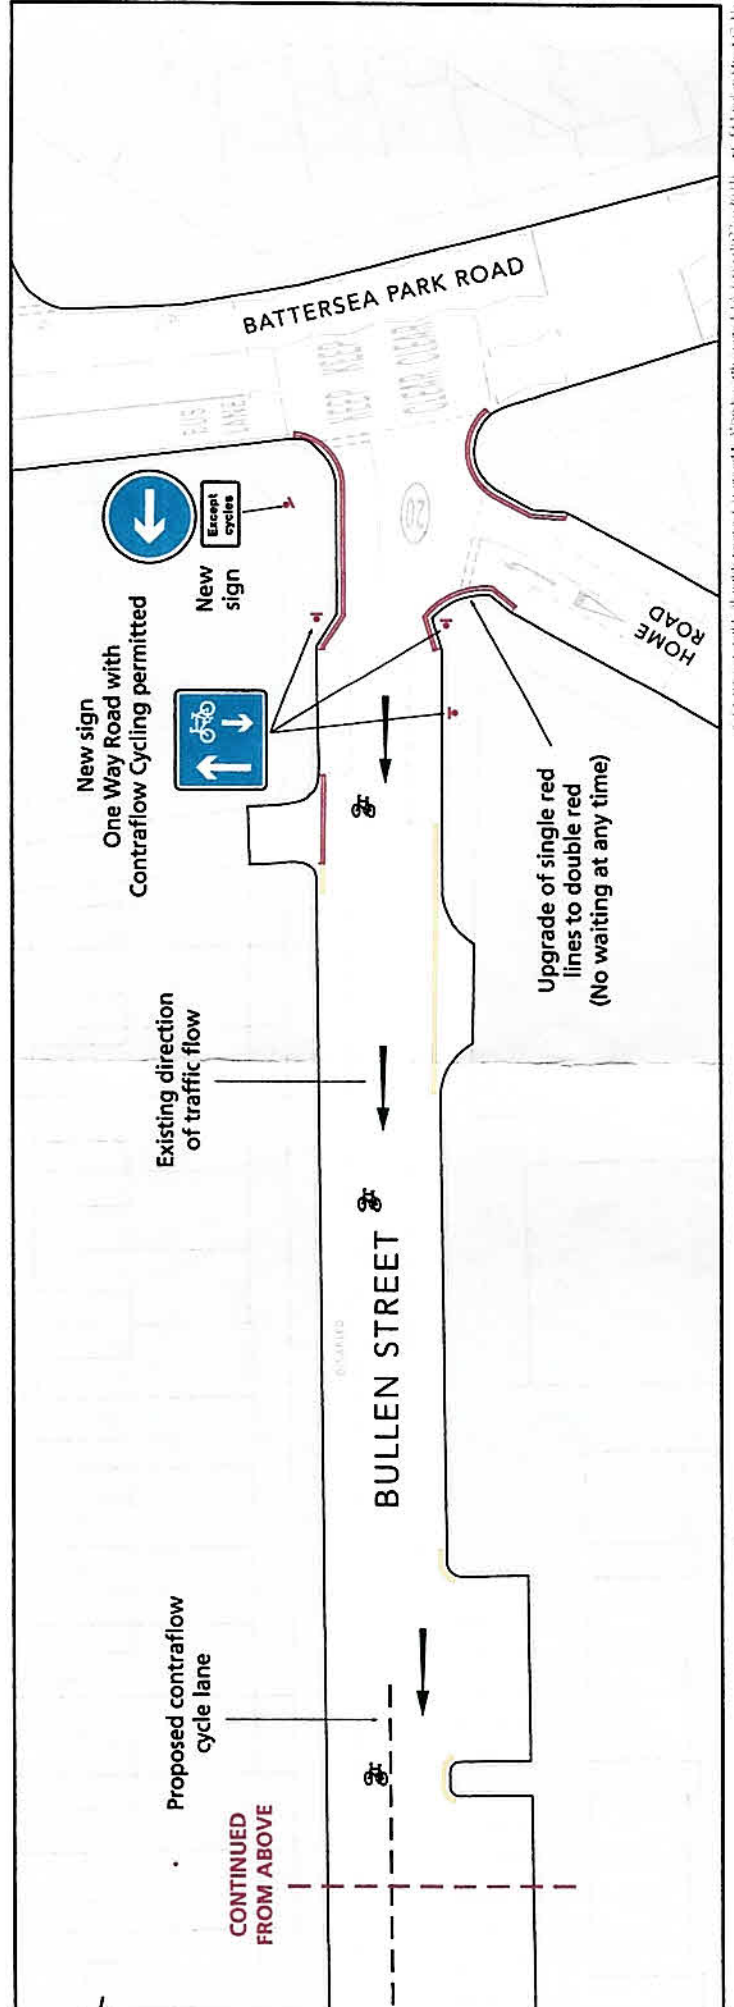 BATTERSEA PARK ROAD
BUS
LANE
KEEP KEEP
CLEAR CLEAR
20
HOME
ROAD
Except
cycles
New
sign
New sign
One Way Road with
Contraflow Cycling permitted
Upgrade of single red
lines to double red
(No waiting at any time)
Existing direction
of traffic flow
BULLEN STREET
DISABLED
Proposed contraflow
cycle lane
CONTINUED
FROM ABOVE